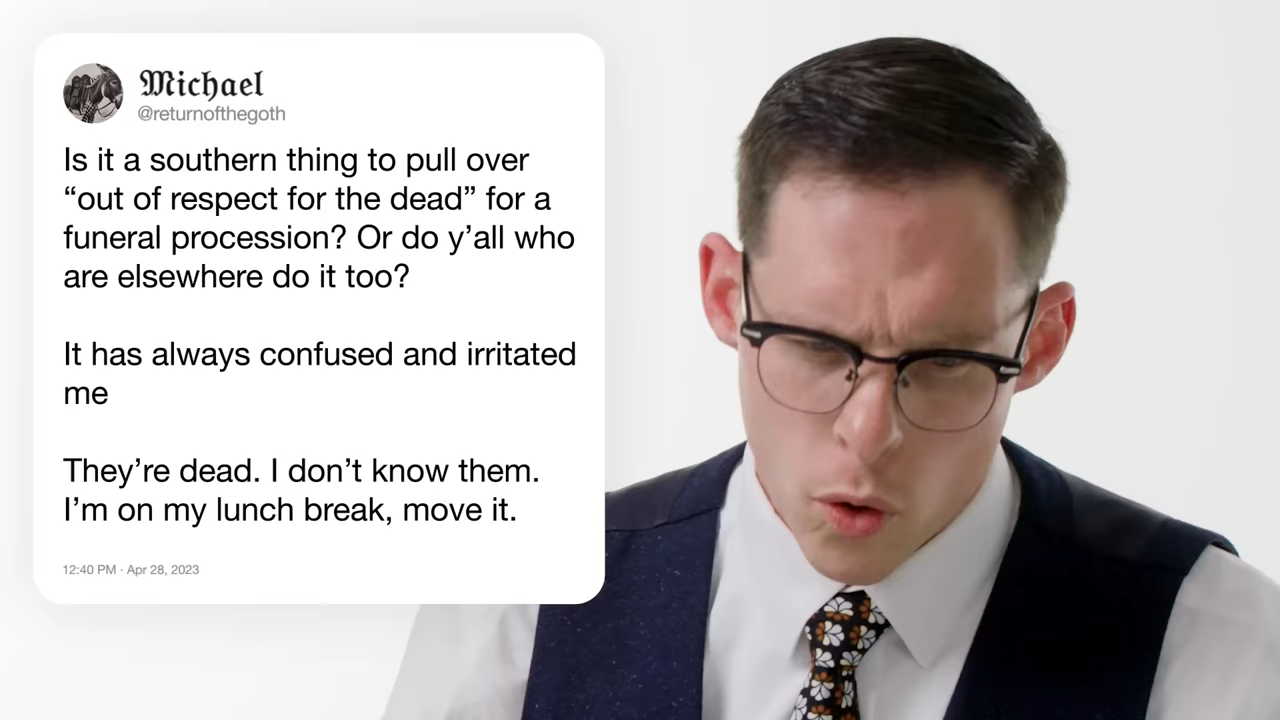 Michael
@returnofthegoth
Is it a southern thing to pull over
“out of respect for the dead” for a
funeral procession? Or do y’all who
are elsewhere do it too?
It has always confused and irritated
me
They’re dead. I don’t know them.
I’m on my lunch break, move it.
12:40 PM · Apr 28, 2023